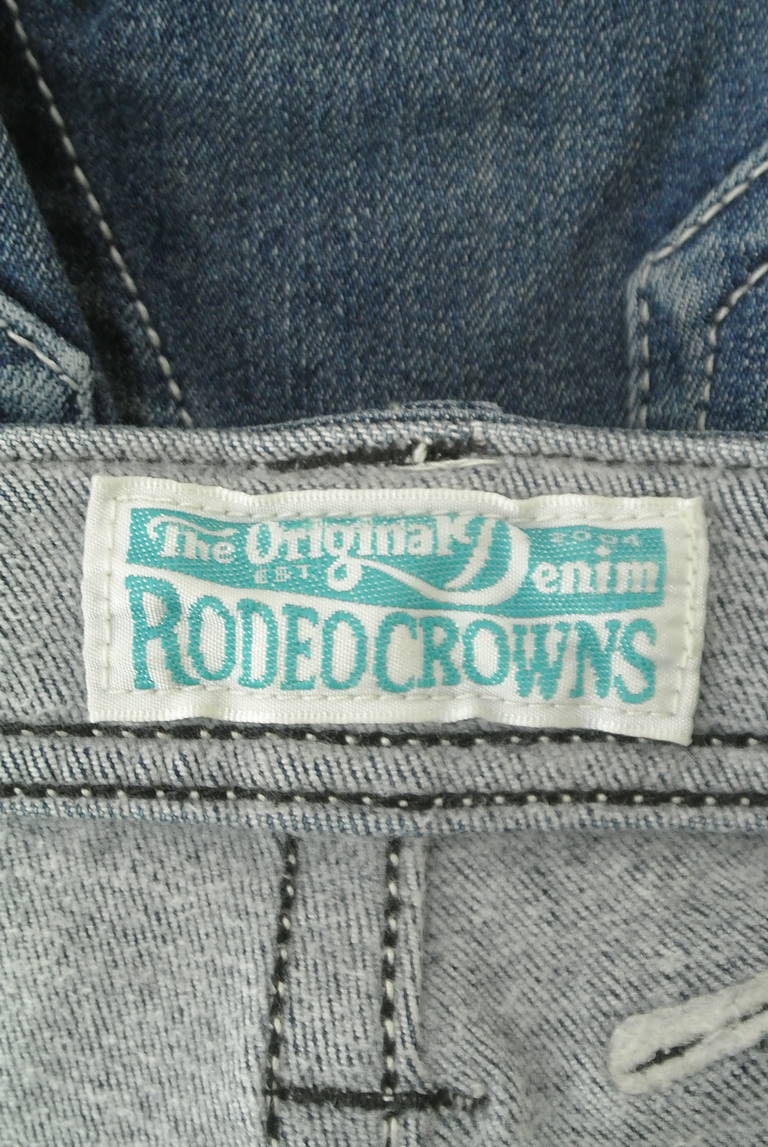 The Original Denim
EST 2004
RODEOCROWNS